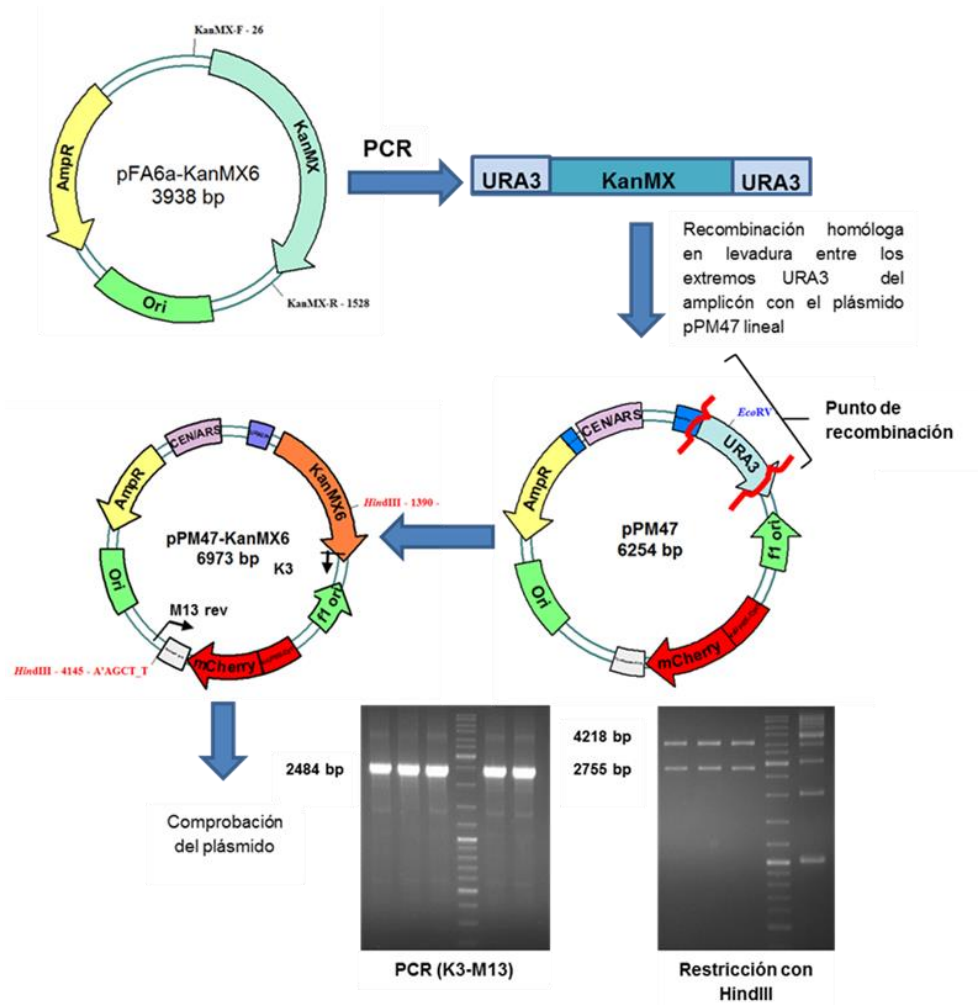 KanMX-F - 26
KanMX
AmpR
pFA6a-KanMX6
3938 bp
Ori
KanMX-R - 1528
PCR
URA3
KanMX
URA3
Recombinación homóloga
en levadura entre los
extremos URA3 del
amplicón con el plásmido
pPM47 lineal
CEN/ARS
AmpR
KanMX6
HindIII - 1390 -
pPM47-KanMX6
6973 bp
K3
Ori
f1 ori
M13 rev
mCherry
HindIII - 4145 - A'AGCT_T
CEN/ARS
EcoRV
URA3
Punto de
recombinación
AmpR
pPM47
6254 bp
f1 ori
Ori
mCherry
Comprobación
del plásmido
2484 bp
PCR (K3-M13)
4218 bp
2755 bp
Restricción con
HindIII